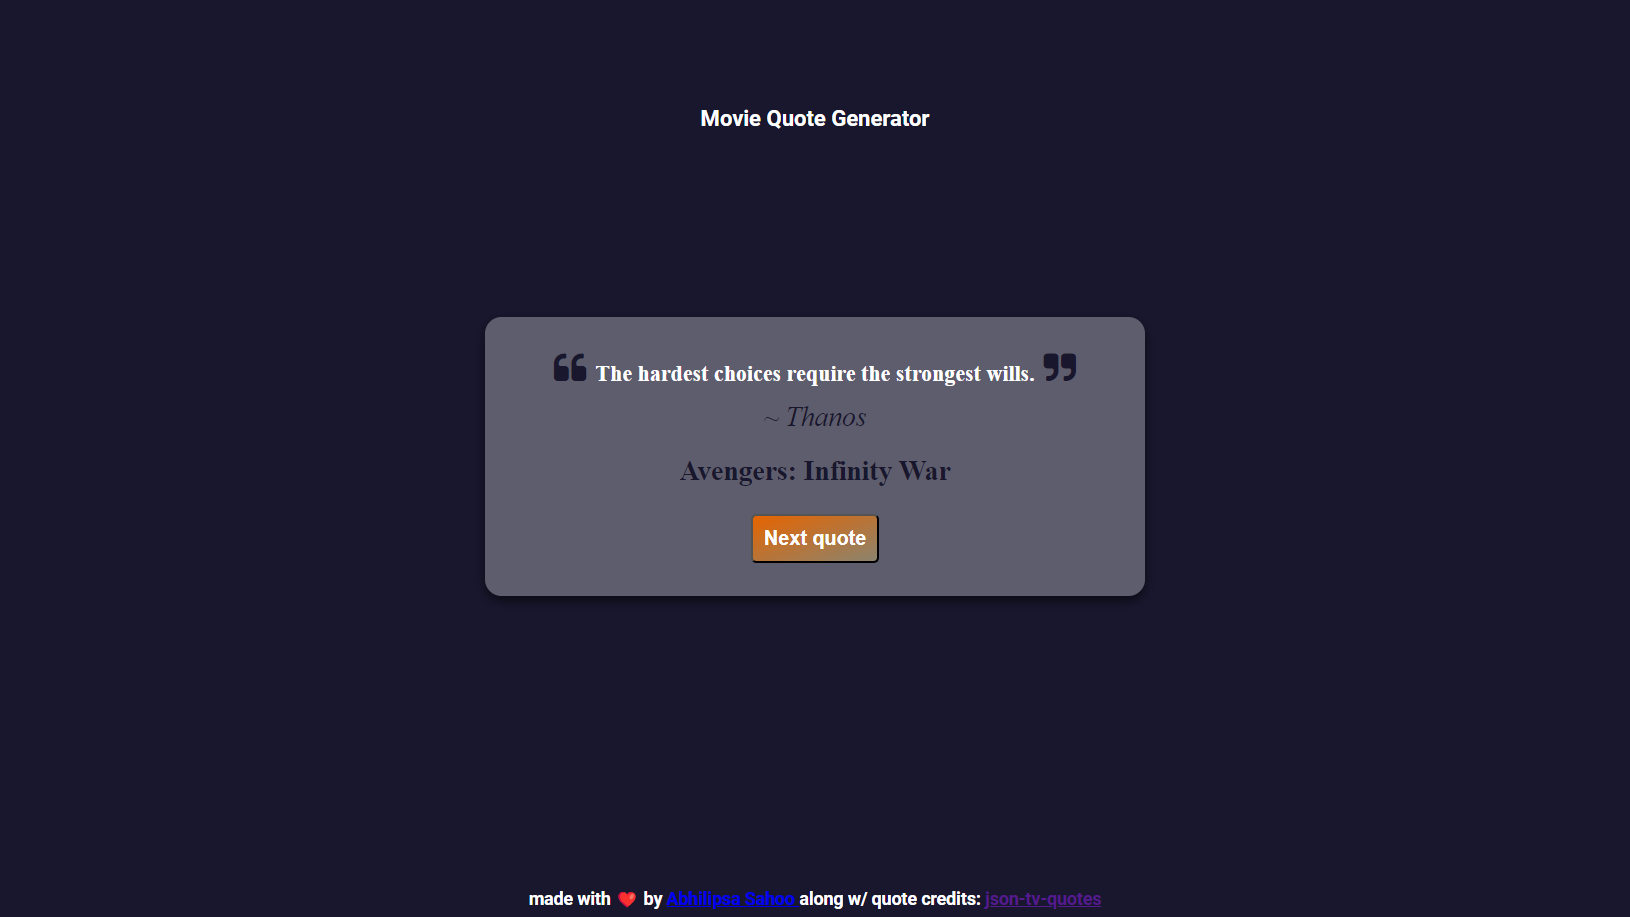 Movie Quote Generator
❝ The hardest choices require the strongest wills. ❞
~ Thanos
Avengers: Infinity War
Next quote
made with ❤️ by Abhilipsa Sahoo along w/ quote credits: json-tv-quotes